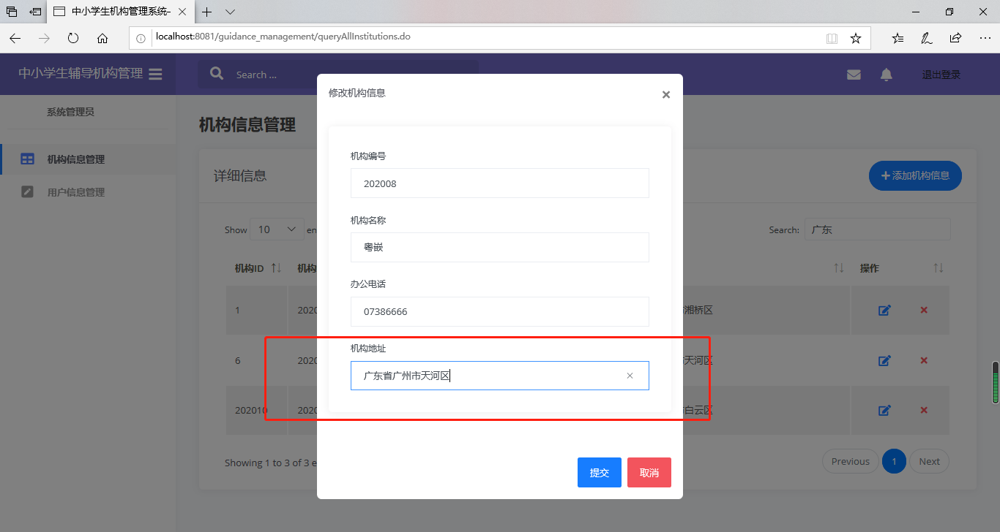 中小学生机构管理系统-
localhost:8081/guidance_management/queryAllInstitutions.do
中小学生辅导机构管理
Search ...
退出登录
系统管理员
机构信息管理
用户信息管理
机构信息管理
详细信息
添加机构信息
Show 10 en
Search: 广东
机构ID 机构 操作
1 2020 湘桥区
6 2020 天河区
202010 2020 白云区
Showing 1 to 3 of 3 e
Previous 1 Next
修改机构信息
机构编号
202008
机构名称
粤嵌
办公电话
07386666
机构地址
广东省广州市天河区
提交 取消